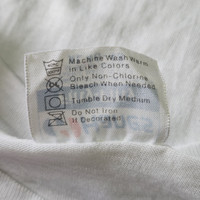 Machine Wash Warm
in Like Colors
Only Non-Chlorine
Bleach When Needed
Tumble Dry Medium
Do Not Iron
If Decorated